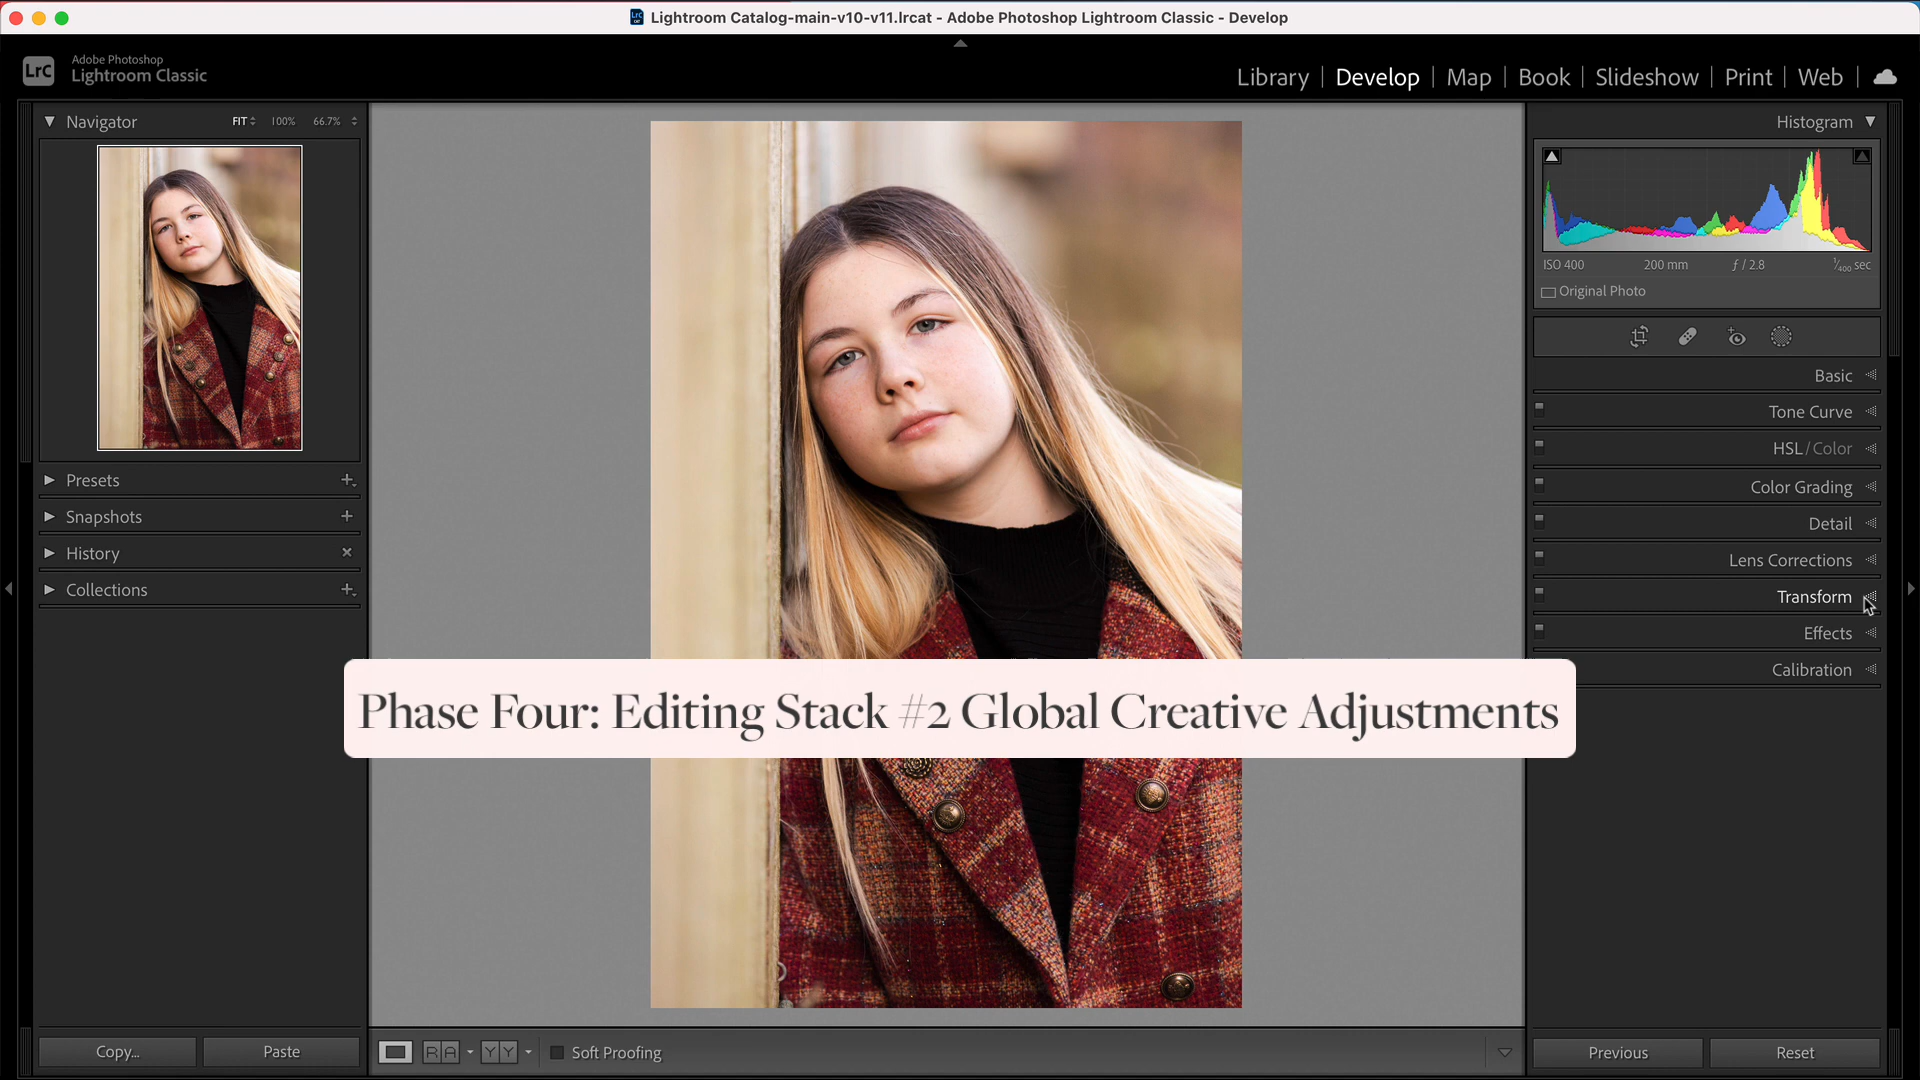 Lightroom Catalog-main-v10-v11.lrcat - Adobe Photoshop Lightroom Classic - Develop
LrC
Adobe Photoshop
Lightroom Classic
Library | Develop | Map | Book | Slideshow | Print | Web
Navigator FIT 100% 66.7%
Histogram
ISO 400 200 mm ƒ / 2.8 1/400 sec
Original Photo
Basic
Tone Curve
HSL / Color
Color Grading
Detail
Lens Corrections
Transform
Effects
Calibration
Presets
Snapshots
History
Collections
Phase Four: Editing Stack #2 Global Creative Adjustments
Copy... Paste
R A Y Y Soft Proofing
Previous Reset